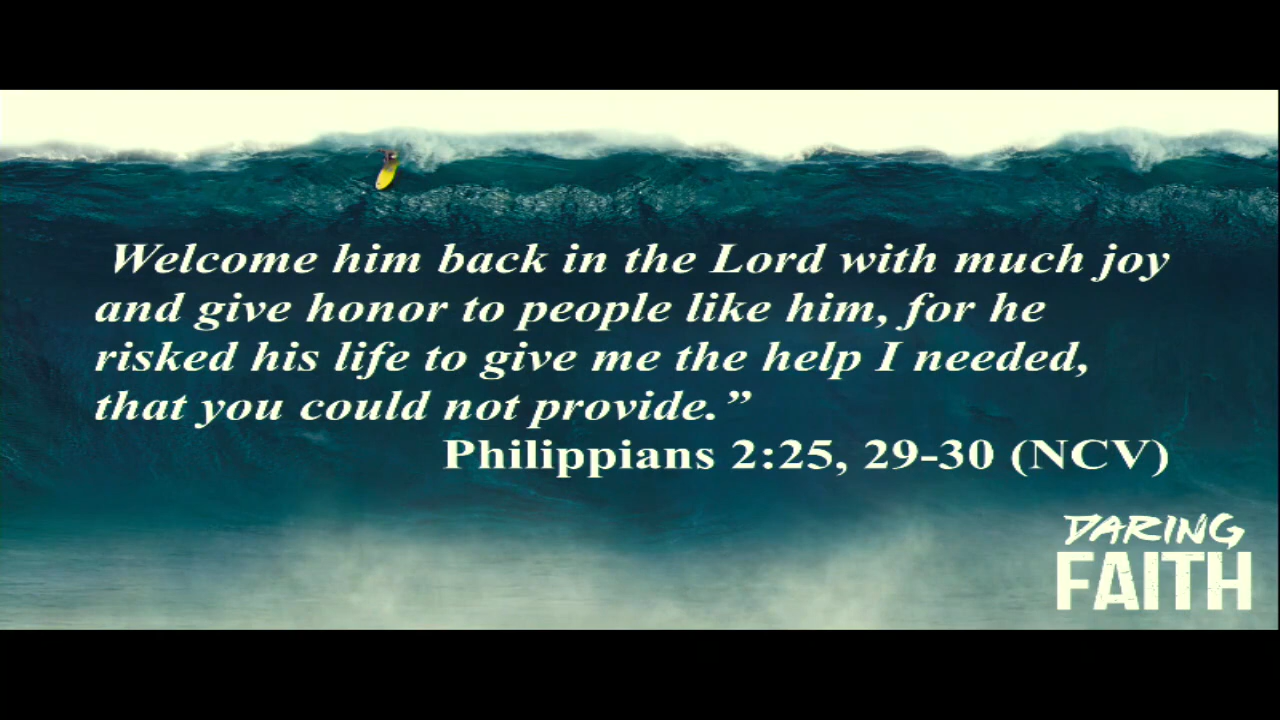 Welcome him back in the Lord with much joy
and give honor to people like him, for he
risked his life to give me the help I needed,
that you could not provide.”
Philippians 2:25, 29-30 (NCV)
DARING
FAITH